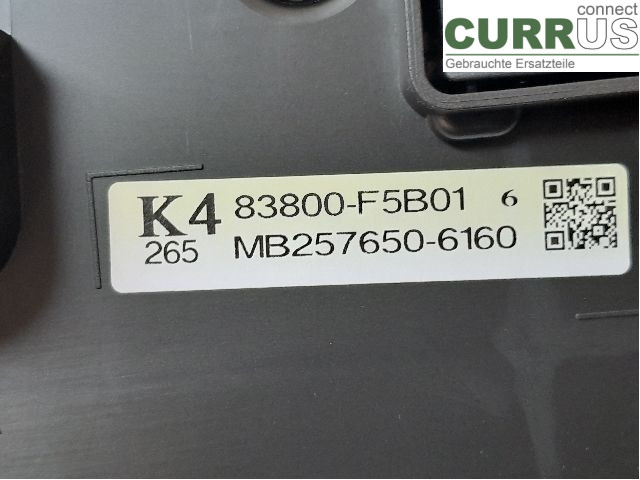 connect
CURRUS
Gebrauchte Ersatzteile
K4 83800-F5B01 6
265 MB257650-6160